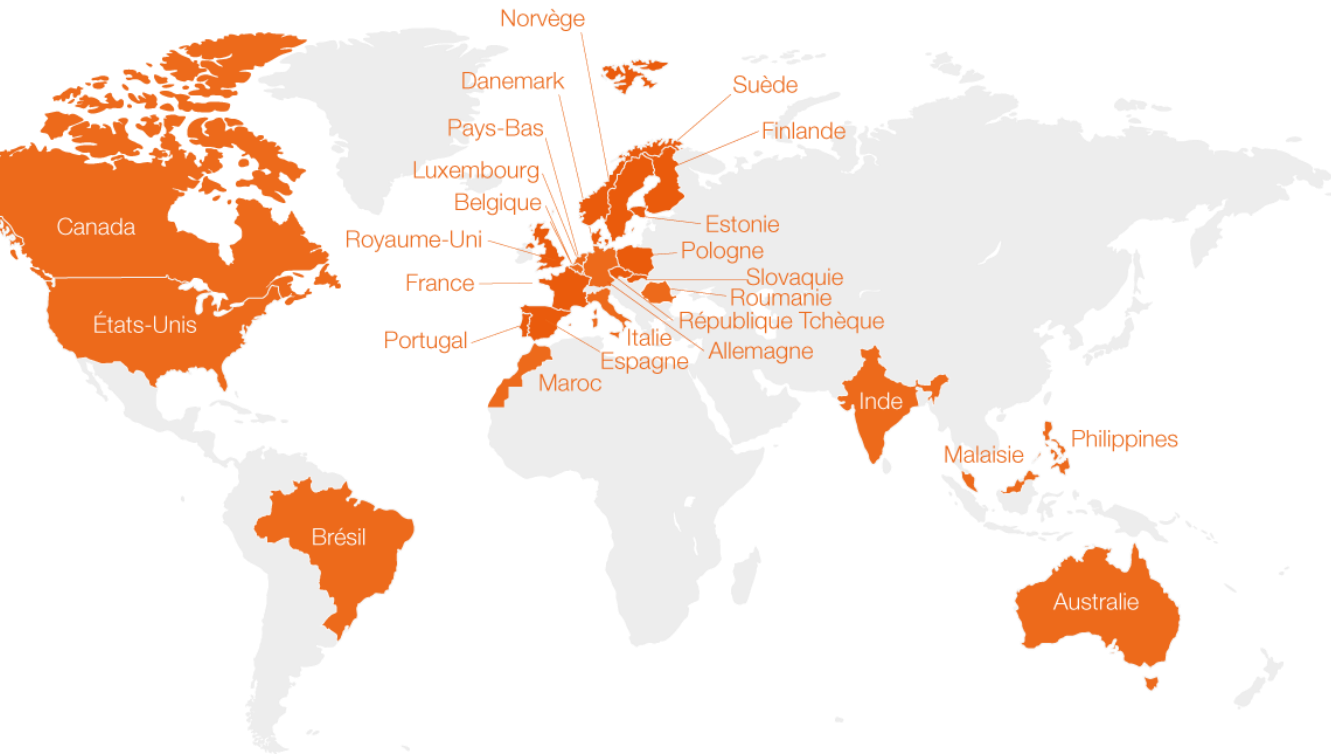 Norvège
Danemark
Suède
Pays-Bas
Finlande
Luxembourg
Belgique
Canada
Estonie
Royaume-Uni
Pologne
France
Slovaquie
Roumanie
États-Unis
République Tchèque
Portugal
Italie
Allemagne
Espagne
Maroc
Inde
Philippines
Malaisie
Brésil
Australie